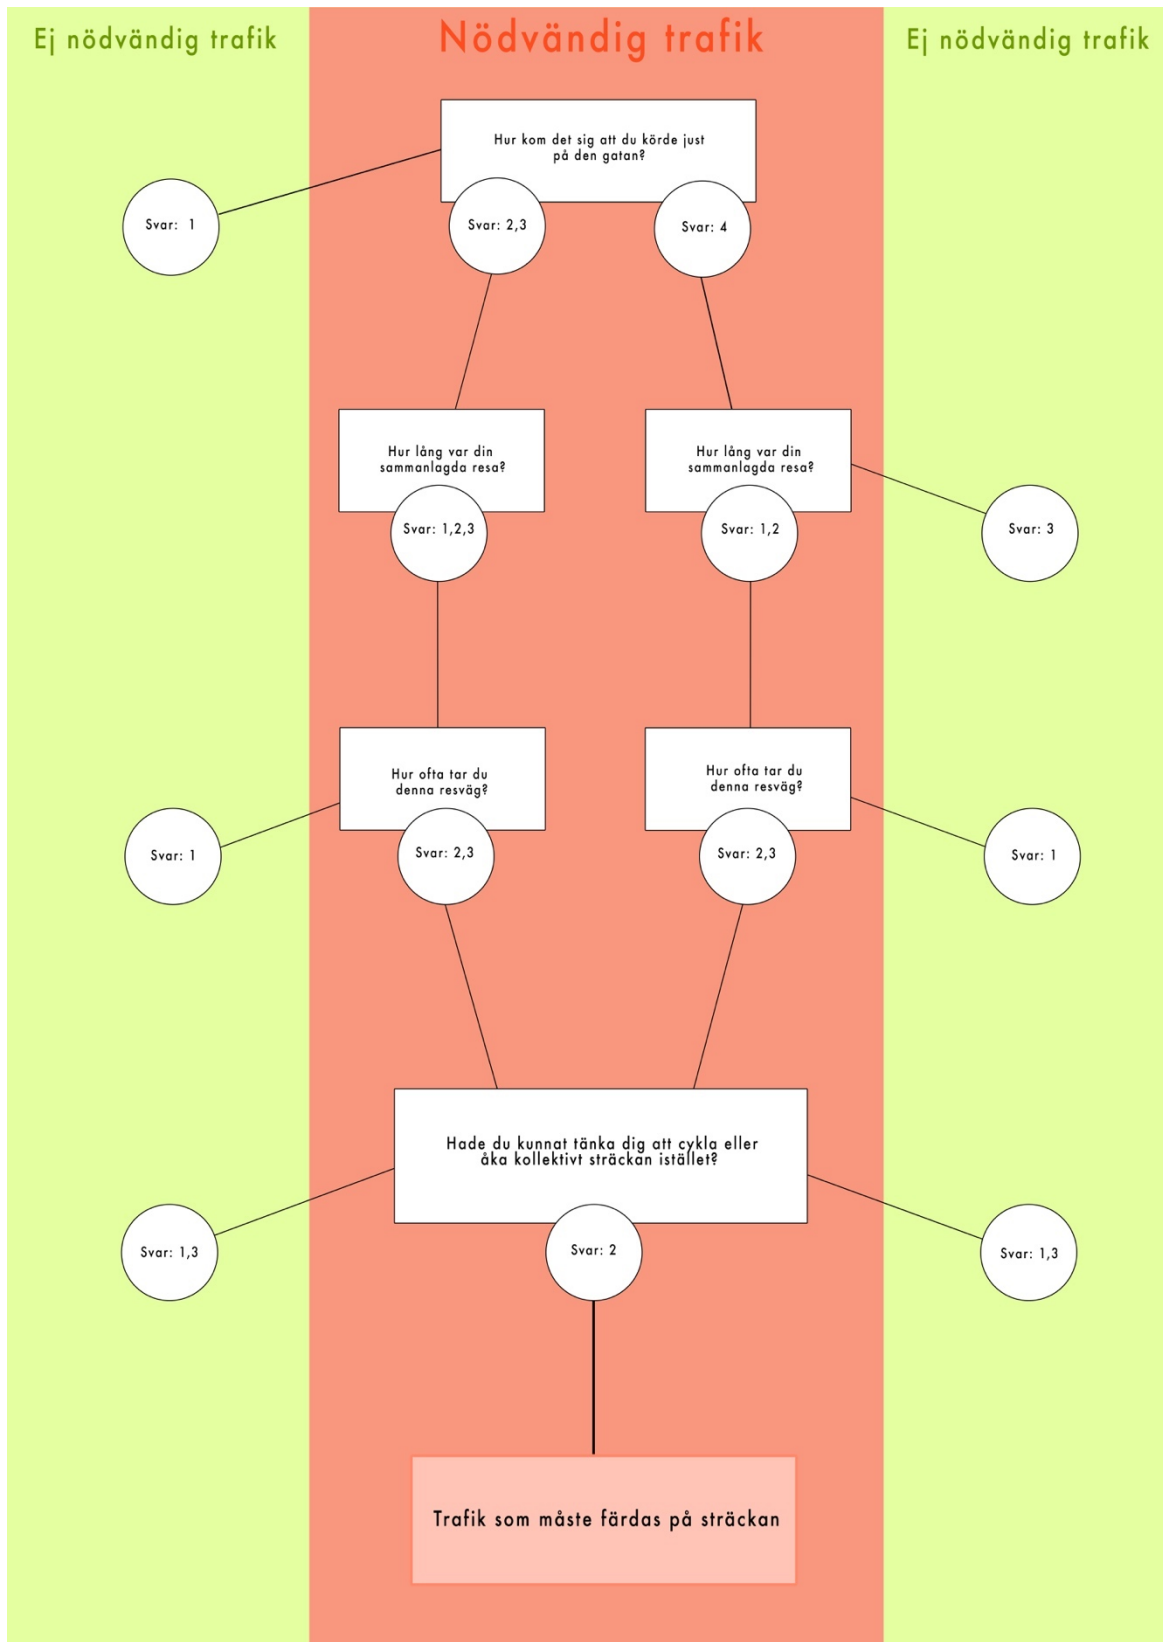 Ej nödvändig trafik
Nödvändig trafik
Ej nödvändig trafik
Hur kom det sig att du körde just
på den gatan?
Svar: 1
Svar: 2,3
Svar: 4
Hur lång var din
sammanlagda resa?
Hur lång var din
sammanlagda resa?
Svar: 1,2,3
Svar: 1,2
Svar: 3
Hur ofta tar du
denna resväg?
Hur ofta tar du
denna resväg?
Svar: 1
Svar: 2,3
Svar: 2,3
Svar: 1
Hade du kunnat tänka dig att cykla eller
åka kollektivt sträckan istället?
Svar: 1,3
Svar: 2
Svar: 1,3
Trafik som måste färdas på sträckan